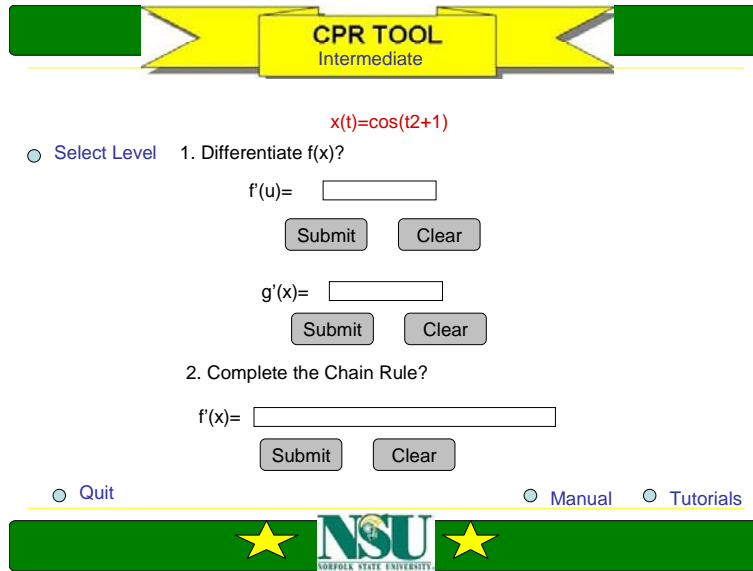 CPR TOOL
Intermediate
x(t)=cos(t2+1)
Select Level
1. Differentiate f(x)?
f'(u)=
Submit Clear
g'(x)=
Submit Clear
2. Complete the Chain Rule?
f'(x)=
Submit Clear
Quit
Manual
Tutorials
NSU
NORFOLK STATE UNIVERSITY.